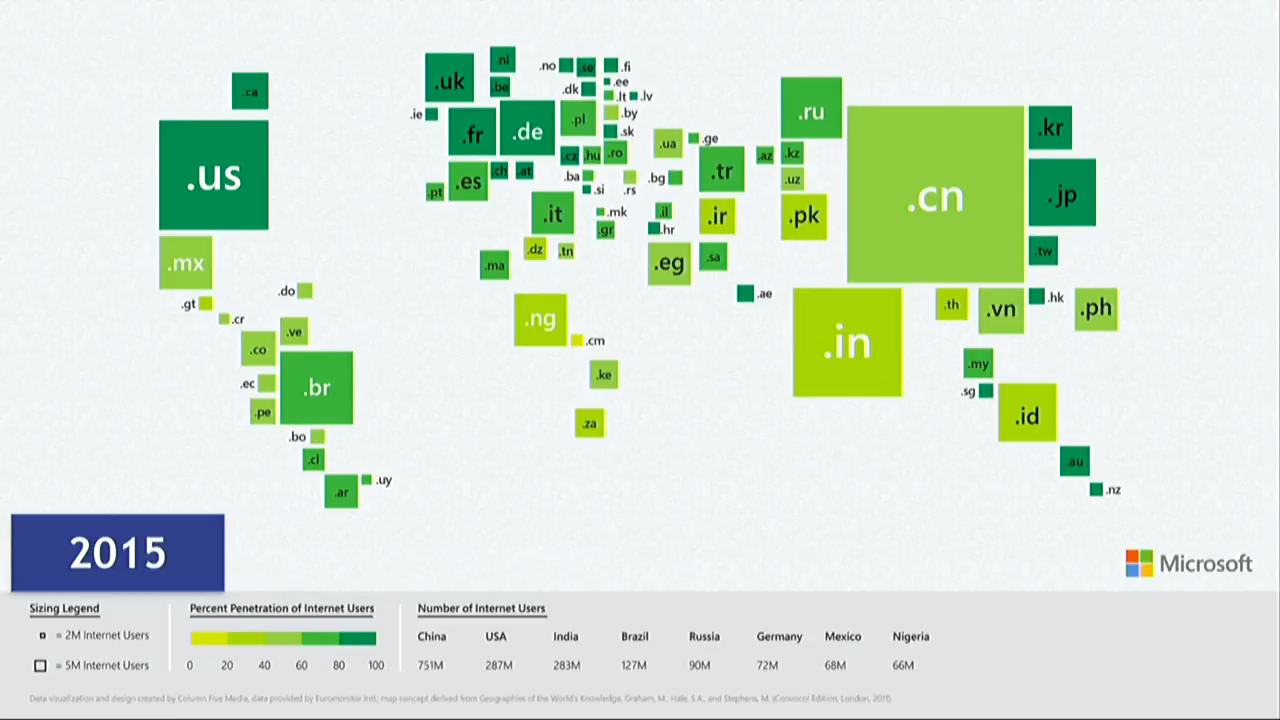 .nl
.no .se .fi
.uk
.ee
.ca
.be
.dk
.lt .lv
.ie
.by
.ru
.pl
.fr
.de
.sk
.kr
.ge
.ua
.cz .hu .ro
.az .kz
.us
.ch .at
.tr
.ba
.bg
.uz
.es
.pt
.si .rs
.cn
.jp
.it
.mk
.il
.ir
.pk
.gr
.hr
.dz .tn
.tw
.mx
.ma
.eg
.sa
.do
.ae
.hk
.gt
.th
.vn
.ph
.cr
.ng
.ve
.cm
.in
.co
.my
.ec
.br
.ke
.sg
.pe
.id
.za
.bo
.cl
.au
.uy
.ar
.nz
2015
Microsoft
Sizing Legend
= 2M Internet Users
= 5M Internet Users
Percent Penetration of Internet Users
0 20 40 60 80 100
Number of Internet Users
China USA India Brazil Russia Germany Mexico Nigeria
751M 287M 283M 127M 90M 72M 68M 66M
Data visualization and design created by Column Five Media, data provided by Euromonitor Intl.; map concept derived from Geographies of the World's Knowledge, Graham, M., Hale, S.A., and Stephens, M. (Convoco! Edition, London, 2011)